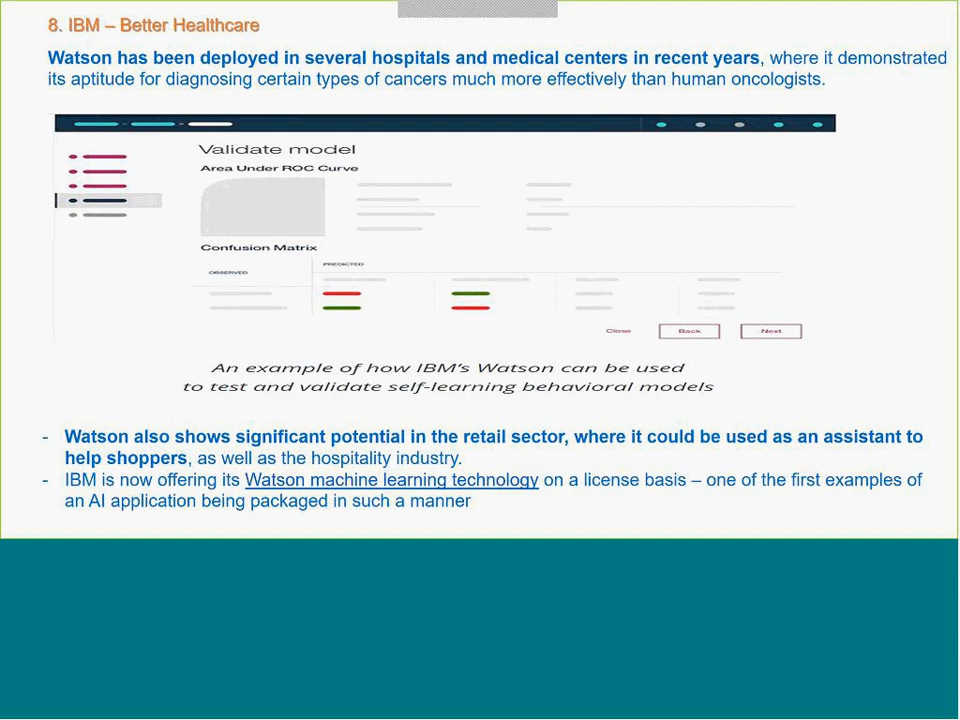 8. IBM – Better Healthcare
Watson has been deployed in several hospitals and medical centers in recent years, where it demonstrated
its aptitude for diagnosing certain types of cancers much more effectively than human oncologists.
Validate model
Area Under ROC Curve
Confusion Matrix
PREDICTED
OBSERVED
Close
Back
Next
An example of how IBM's Watson can be used
to test and validate self-learning behavioral models
- Watson also shows significant potential in the retail sector, where it could be used as an assistant to
help shoppers, as well as the hospitality industry.
- IBM is now offering its Watson machine learning technology on a license basis – one of the first examples of
an AI application being packaged in such a manner